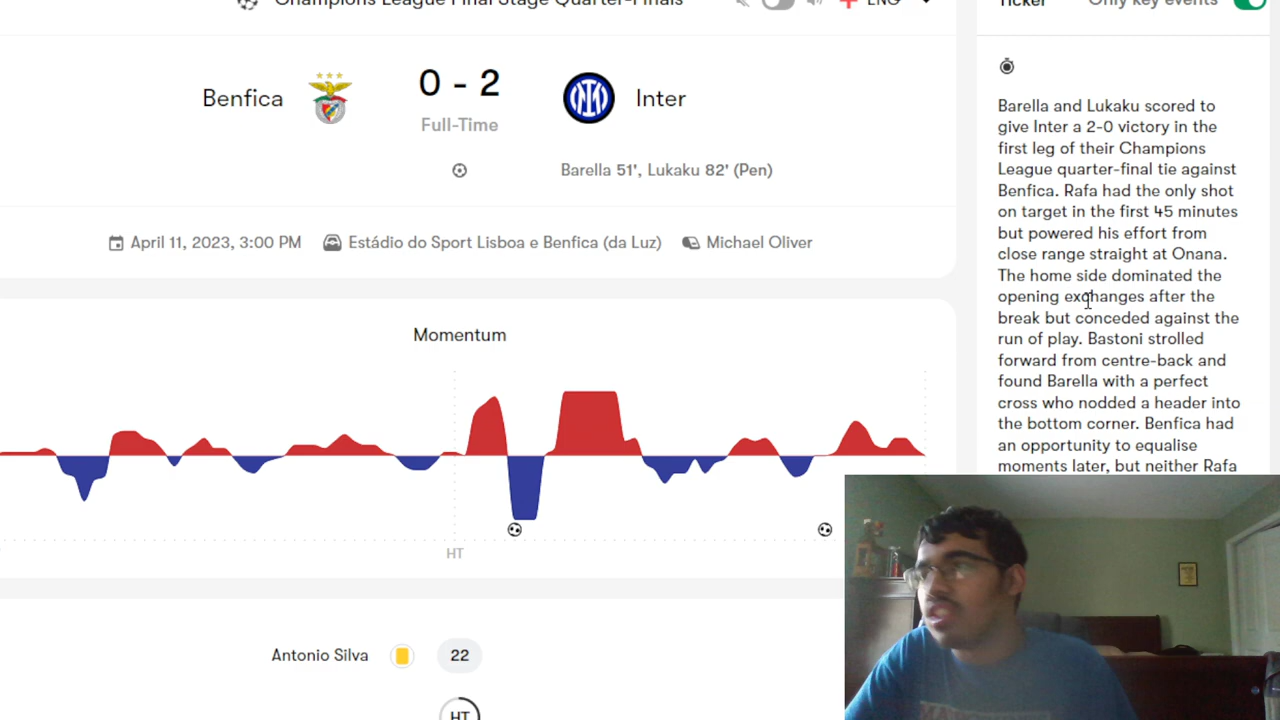 Champions League Final Stage Quarter-Finals
ENG
Ticker
Only key events
Benfica
0 - 2
Inter
Full-Time
Barella 51', Lukaku 82' (Pen)
April 11, 2023, 3:00 PM
Estádio do Sport Lisboa e Benfica (da Luz)
Michael Oliver
Barella and Lukaku scored to
give Inter a 2-0 victory in the
first leg of their Champions
League quarter-final tie against
Benfica. Rafa had the only shot
on target in the first 45 minutes
but powered his effort from
close range straight at Onana.
The home side dominated the
opening exchanges after the
break but conceded against the
run of play. Bastoni strolled
forward from centre-back and
found Barella with a perfect
cross who nodded a header into
the bottom corner. Benfica had
an opportunity to equalise
moments later, but neither Rafa
Momentum
HT
Antonio Silva
22
HT